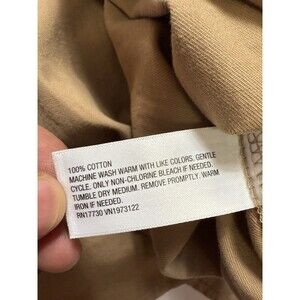 100% COTTON
MACHINE WASH WARM WITH LIKE COLORS. GENTLE
CYCLE. ONLY NON-CHLORINE BLEACH IF NEEDED.
TUMBLE DRY MEDIUM. REMOVE PROMPTLY. WARM
IRON IF NEEDED.
RN17730 VN1973122